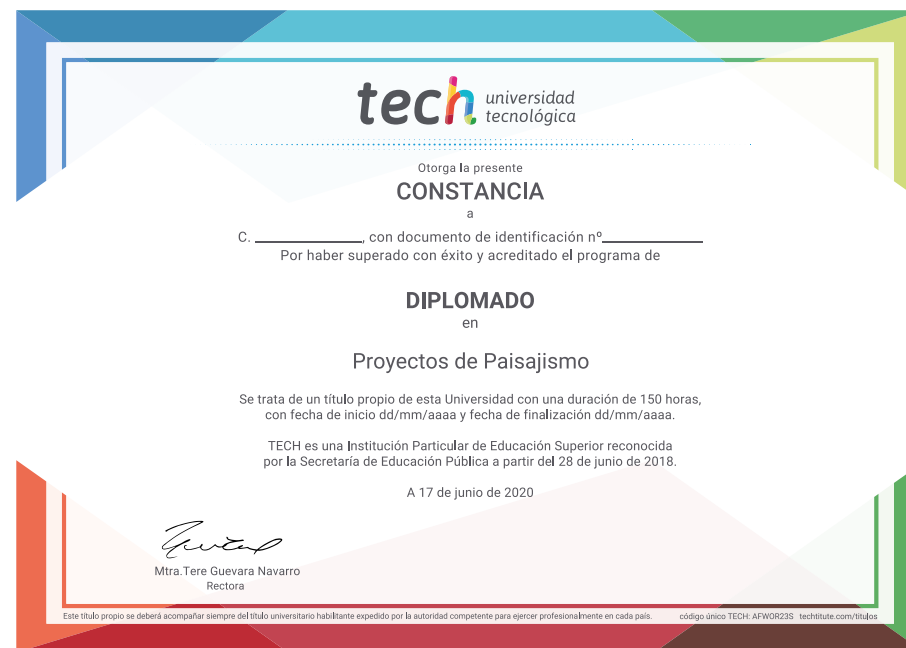 tech universidad
tecnológica
Otorga la presente
CONSTANCIA
a
C. ______________, con documento de identificación nº_____________
Por haber superado con éxito y acreditado el programa de
DIPLOMADO
en
Proyectos de Paisajismo
Se trata de un título propio de esta Universidad con una duración de 150 horas,
con fecha de inicio dd/mm/aaaa y fecha de finalización dd/mm/aaaa.
TECH es una Institución Particular de Educación Superior reconocida
por la Secretaría de Educación Pública a partir del 28 de junio de 2018.
A 17 de junio de 2020
Mtra.Tere Guevara Navarro
Rectora
Este título propio se deberá acompañar siempre del título universitario habilitante expedido por la autoridad competente para ejercer profesionalmente en cada país. código único TECH: AFWOR23S techtitute.com/titulos